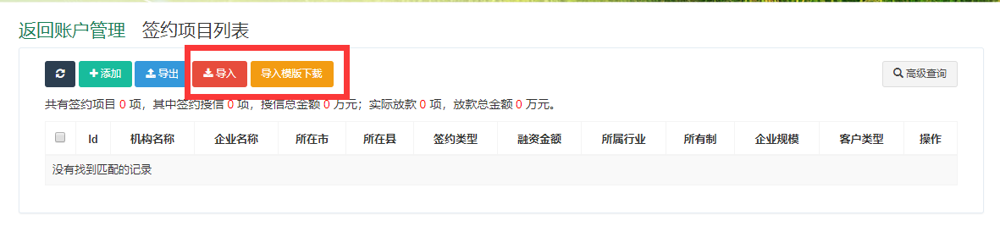 返回账户管理 签约项目列表
添加 导出 导入 导入模版下载 高级查询
共有签约项目 0 项，其中签约授信 0 项，授信总金额 0 万元；实际放款 0 项，放款总金额 0 万元。
Id 机构名称 企业名称 所在市 所在县 签约类型 融资金额 所属行业 所有制 企业规模 客户类型 操作
没有找到匹配的记录